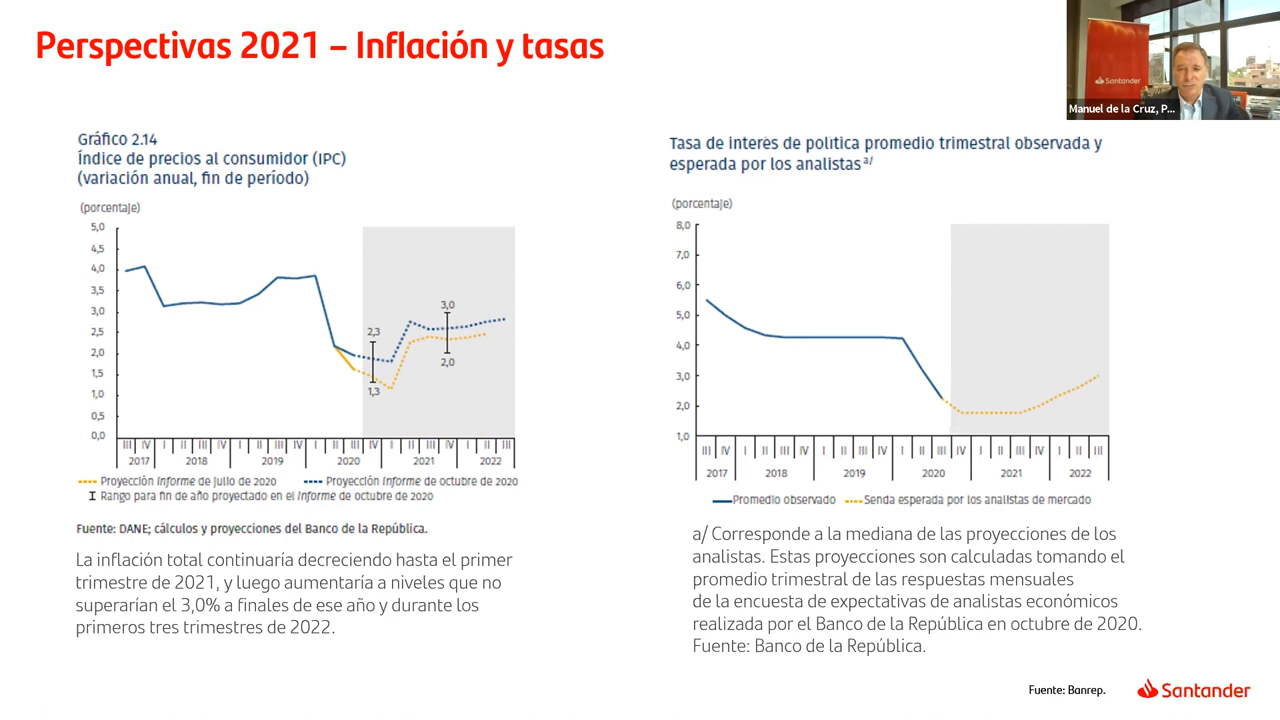 Perspectivas 2021 – Inflación y tasas
Santander
Manuel de la Cruz, P...
Gráfico 2.14
Índice de precios al consumidor (IPC)
(variación anual, fin de período)
(porcentaje)
5,0
4,5
4,0
3,5
3,0
2,5
2,0
1,5
1,0
0,5
0,0
2,3
1,3
3,0
2,0
III IV I II III IV I II III IV I II III IV I II III IV I II III
2017 2018 2019 2020 2021 2022
Proyección Informe de julio de 2020
Proyección Informe de octubre de 2020
Rango para fin de año proyectado en el Informe de octubre de 2020
Fuente: DANE; cálculos y proyecciones del Banco de la República.
La inflación total continuaría decreciendo hasta el primer
trimestre de 2021, y luego aumentaría a niveles que no
superarían el 3,0% a finales de ese año y durante los
primeros tres trimestres de 2022.
Tasa de interés de política promedio trimestral observada y
esperada por los analistas a/
(porcentaje)
8,0
7,0
6,0
5,0
4,0
3,0
2,0
1,0
III IV I II III IV I II III IV I II III IV I II III IV I II III
2017 2018 2019 2020 2021 2022
Promedio observado
Senda esperada por los analistas de mercado
a/ Corresponde a la mediana de las proyecciones de los
analistas. Estas proyecciones son calculadas tomando el
promedio trimestral de las respuestas mensuales
de la encuesta de expectativas de analistas económicos
realizada por el Banco de la República en octubre de 2020.
Fuente: Banco de la República.
Fuente: Banrep.
Santander